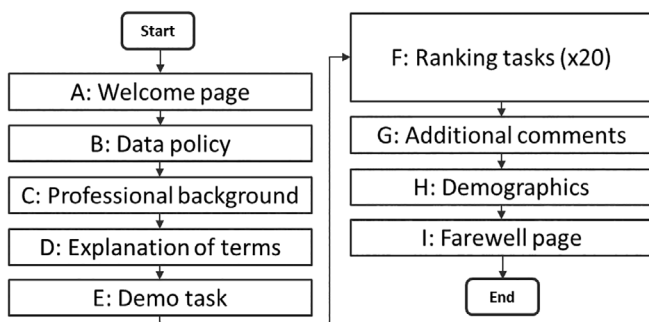 Start
A: Welcome page
B: Data policy
C: Professional background
D: Explanation of terms
E: Demo task
F: Ranking tasks (x20)
G: Additional comments
H: Demographics
I: Farewell page
End